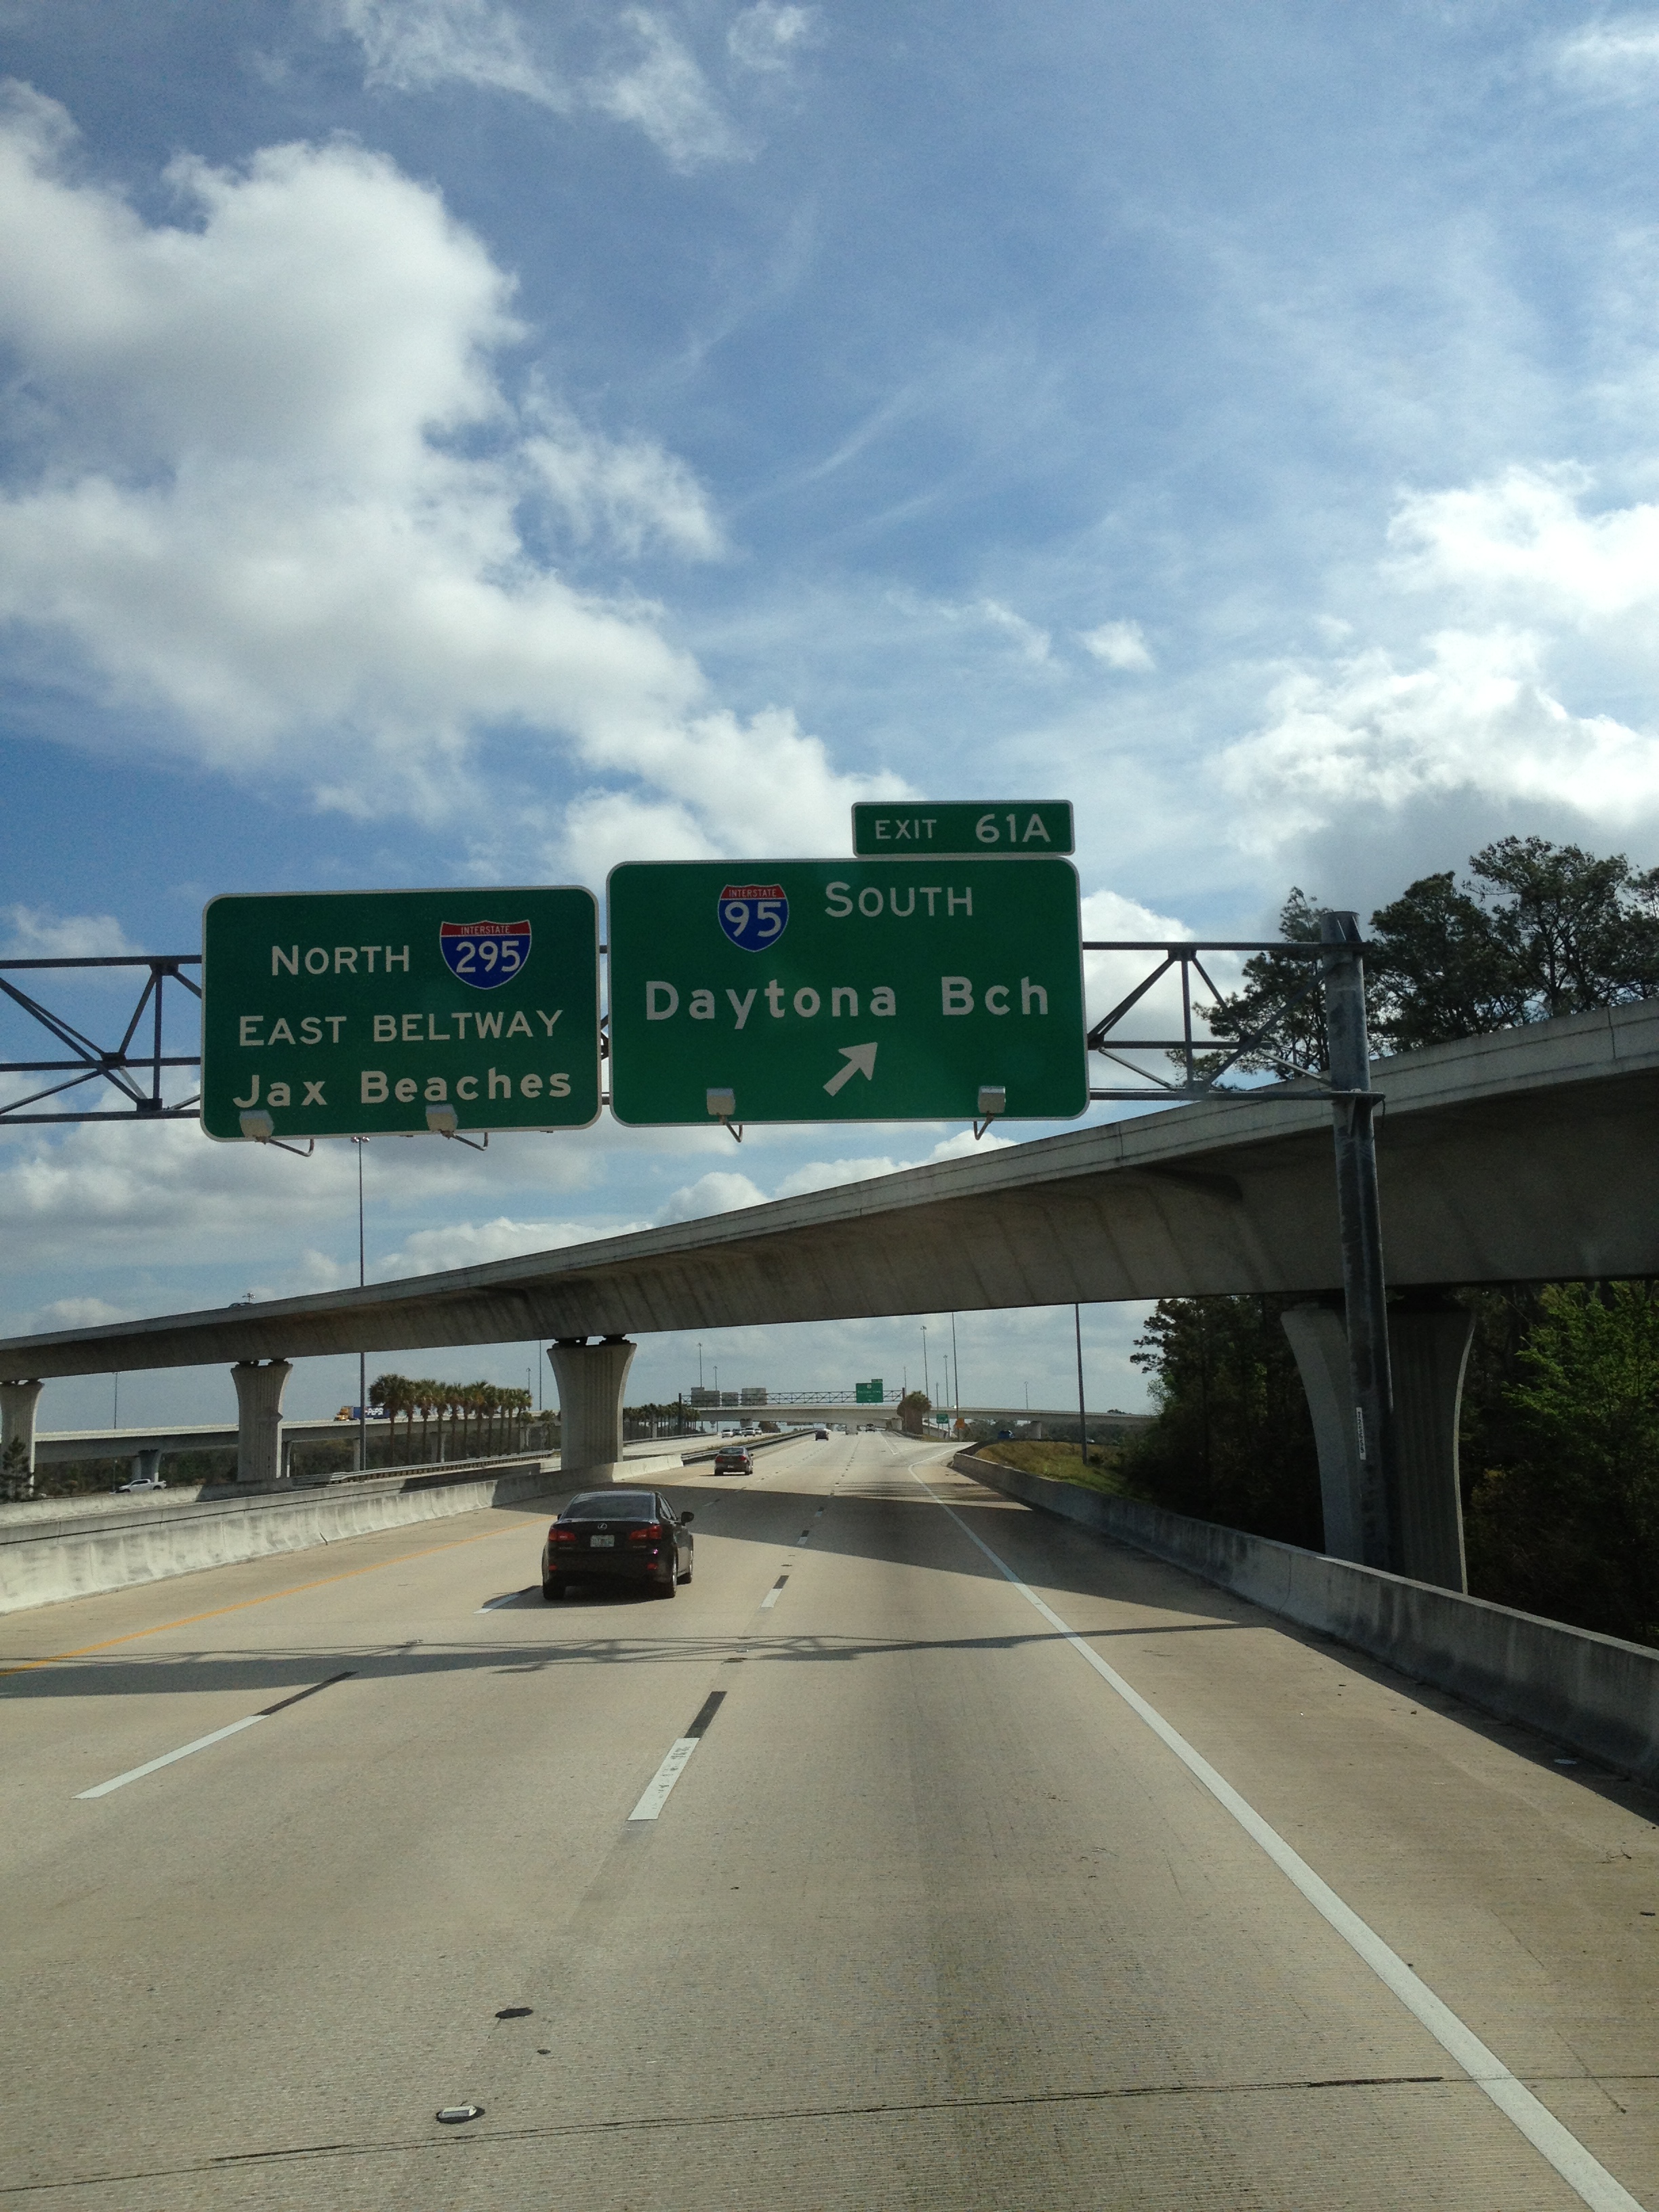 NORTH INTERSTATE 295
EAST BELTWAY
Jax Beaches
EXIT 61A
INTERSTATE 95 SOUTH
Daytona Bch